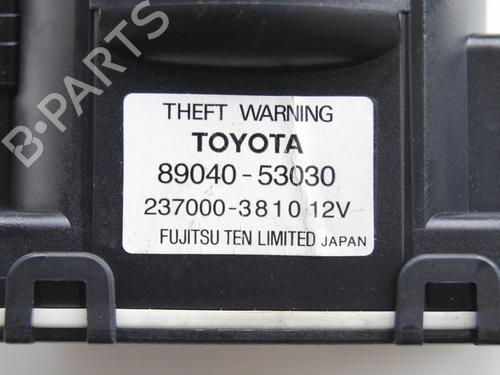 B-PARTS
THEFT WARNING
TOYOTA
89040-53030
237000-3810 12V
FUJITSU TEN LIMITED JAPAN